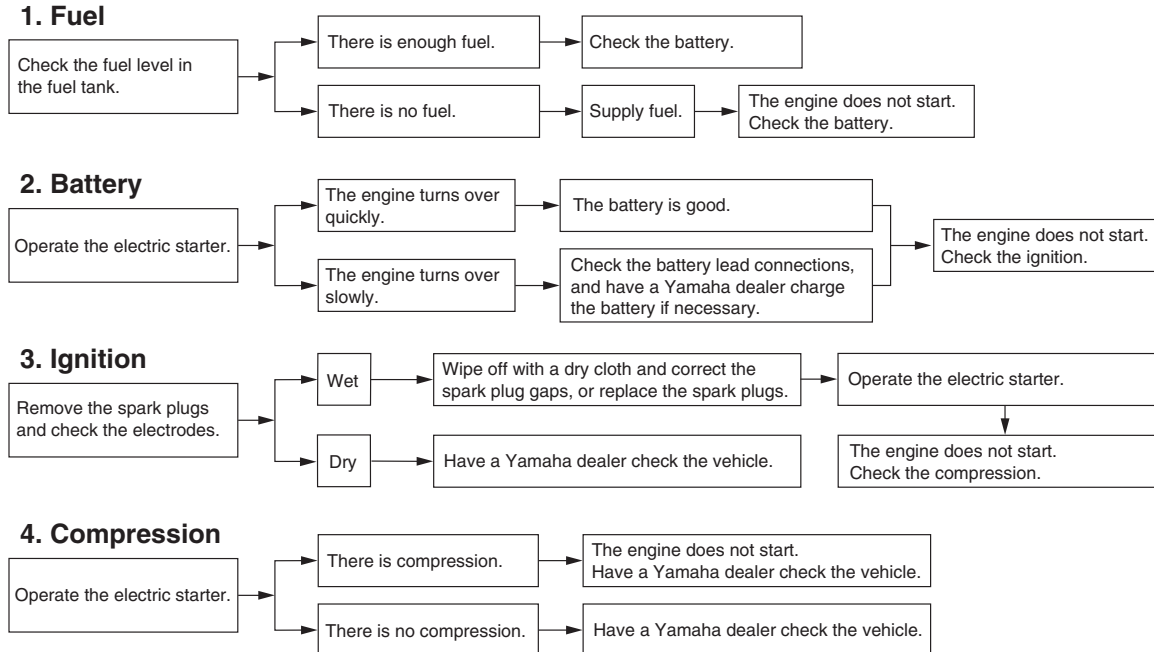 1. Fuel
Check the fuel level in
the fuel tank.
There is enough fuel.
Check the battery.
There is no fuel.
Supply fuel.
The engine does not start.
Check the battery.
2. Battery
Operate the electric starter.
The engine turns over
quickly.
The battery is good.
The engine turns over
slowly.
Check the battery lead connections,
and have a Yamaha dealer charge
the battery if necessary.
The engine does not start.
Check the ignition.
3. Ignition
Remove the spark plugs
and check the electrodes.
Wet
Wipe off with a dry cloth and correct the
spark plug gaps, or replace the spark plugs.
Operate the electric starter.
Dry
Have a Yamaha dealer check the vehicle.
The engine does not start.
Check the compression.
4. Compression
Operate the electric starter.
There is compression.
The engine does not start.
Have a Yamaha dealer check the vehicle.
There is no compression.
Have a Yamaha dealer check the vehicle.